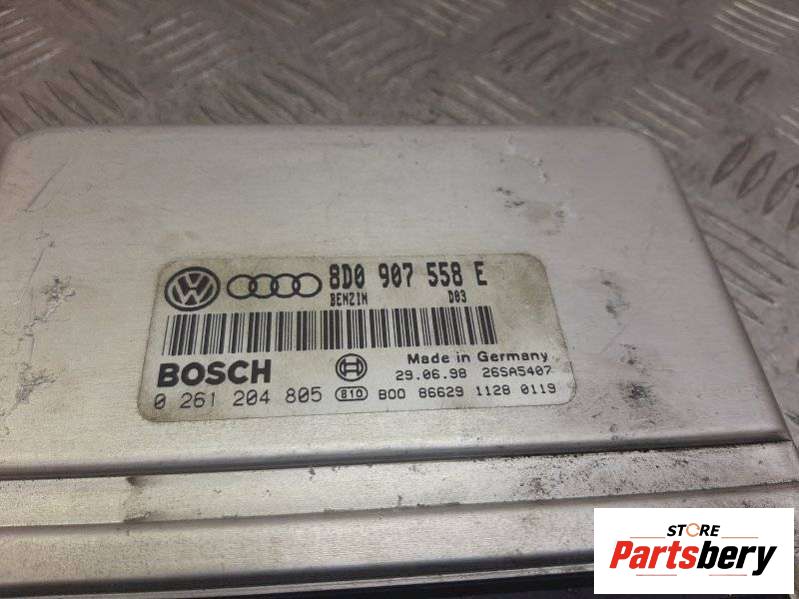 8D0 907 558 E
BENZIN D03
BOSCH
Made in Germany
29.06.98 26SA5407
0 261 204 805 810 B00 86629 1128 0119
STORE
Partsbery